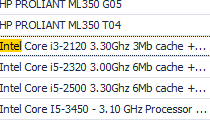 HP PROLIANT ML350 G05
HP PROLIANT ML350 T04
Intel Core i3-2120 3.30Ghz 3Mb cache +...
Intel Core i5-2320 3.00Ghz 6Mb cache +...
Intel Core i5-2500 3.30Ghz 6Mb cache +...
Intel Core I5-3450 - 3.10 GHz Processor ...